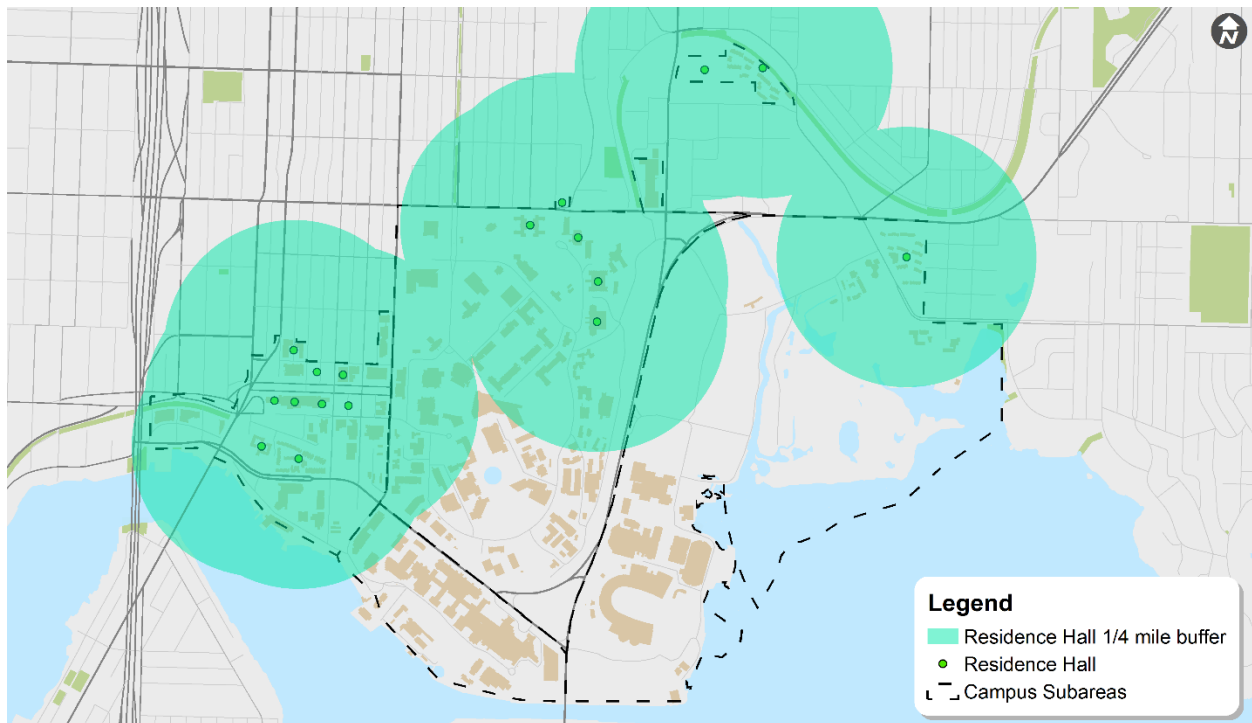 N
Legend
Residence Hall 1/4 mile buffer
Residence Hall
Campus Subareas